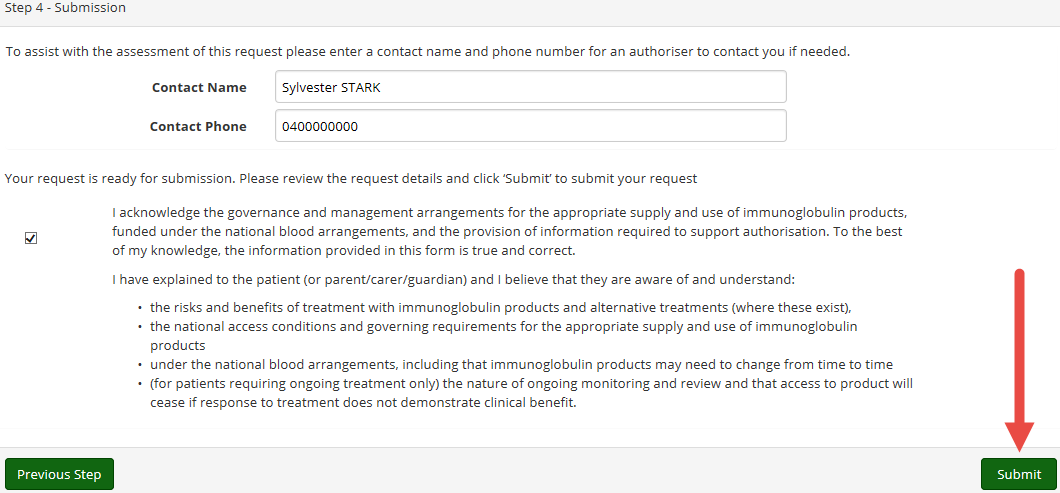 Step 4 - Submission
To assist with the assessment of this request please enter a contact name and phone number for an authoriser to contact you if needed.
Contact Name Sylvester STARK
Contact Phone 0400000000
Your request is ready for submission. Please review the request details and click ‘Submit’ to submit your request
I acknowledge the governance and management arrangements for the appropriate supply and use of immunoglobulin products,
funded under the national blood arrangements, and the provision of information required to support authorisation. To the best
of my knowledge, the information provided in this form is true and correct.
I have explained to the patient (or parent/carer/guardian) and I believe that they are aware of and understand:
• the risks and benefits of treatment with immunoglobulin products and alternative treatments (where these exist),
• the national access conditions and governing requirements for the appropriate supply and use of immunoglobulin
products
• under the national blood arrangements, including that immunoglobulin products may need to change from time to time
• (for patients requiring ongoing treatment only) the nature of ongoing monitoring and review and that access to product will
cease if response to treatment does not demonstrate clinical benefit.
Previous Step Submit